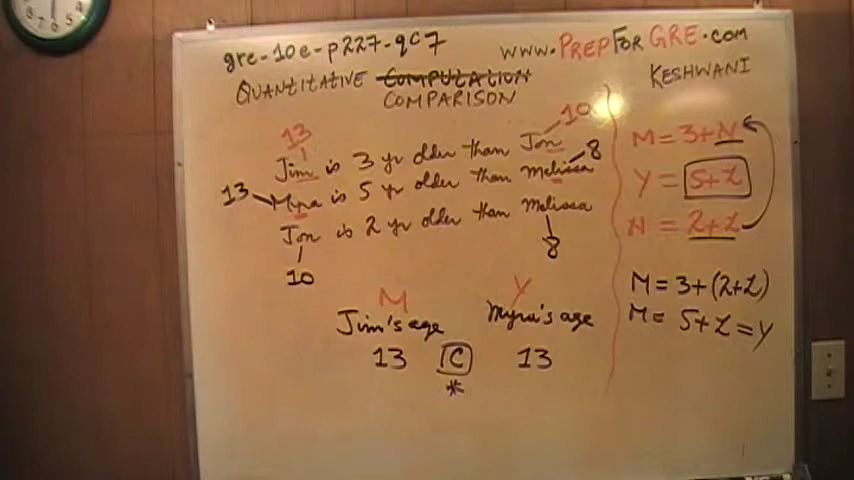 gre-10e-p227-qc7
www.PREPFORGRE.com
QUANTITATIVE COMPUTATION
COMPARISON
KESHWANI
13
10
Jim is 3 yr older than Jon
8
13
Myra is 5 yr older than Melissa
Jon is 2 yr older than Melissa
10
8
M
Y
Jim's age
Myra's age
13
C
13
*
M = 3+N
Y = 5+L
N = 2+L
M = 3+(2+L)
M = 5+L = Y